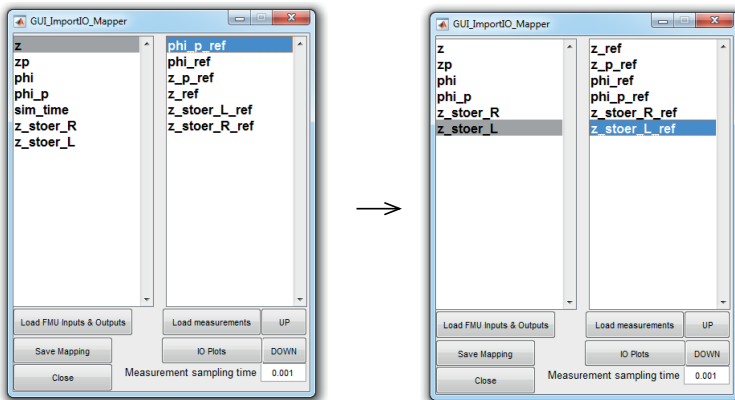 GUI_ImportIO_Mapper
z
zp
phi
phi_p
sim_time
z_stoer_R
z_stoer_L
phi_p_ref
phi_ref
z_p_ref
z_ref
z_stoer_L_ref
z_stoer_R_ref
Load FMU Inputs & Outputs
Load measurements
UP
Save Mapping
IO Plots
DOWN
Close
Measurement sampling time
0.001
GUI_ImportIO_Mapper
z
zp
phi
phi_p
z_stoer_R
z_stoer_L
z_ref
z_p_ref
phi_ref
phi_p_ref
z_stoer_R_ref
z_stoer_L_ref
Load FMU Inputs & Outputs
Load measurements
UP
Save Mapping
IO Plots
DOWN
Close
Measurement sampling time
0.001